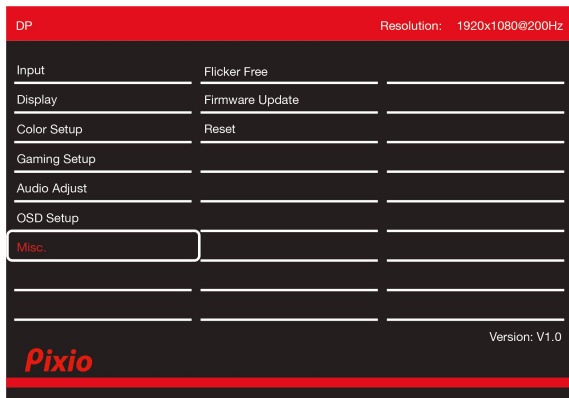 DP Resolution: 1920x1080@200Hz
Input Flicker Free
Display Firmware Update
Color Setup Reset
Gaming Setup
Audio Adjust
OSD Setup
Misc.
Version: V1.0
Pixio